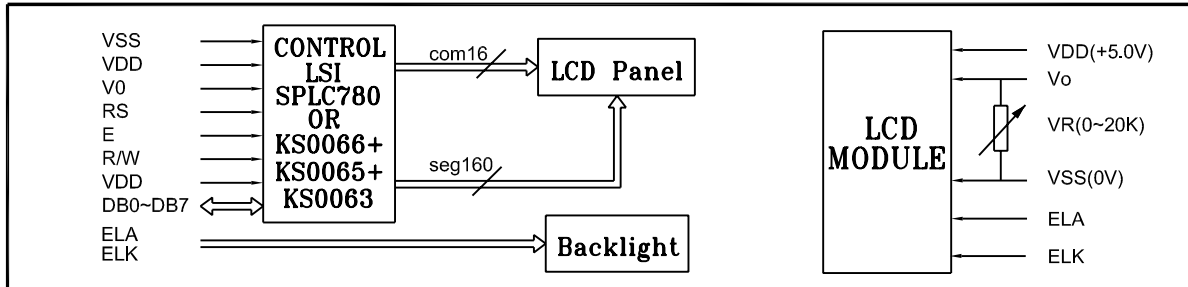 VSS
VDD
V0
RS
E
R/W
VDD
DB0~DB7
ELA
ELK
CONTROL
LSI
SPLC780
OR
KS0066+
KS0065+
KS0063
com16
seg160
LCD Panel
Backlight
LCD
MODULE
VDD(+5.0V)
Vo
VR(0~20K)
VSS(0V)
ELA
ELK